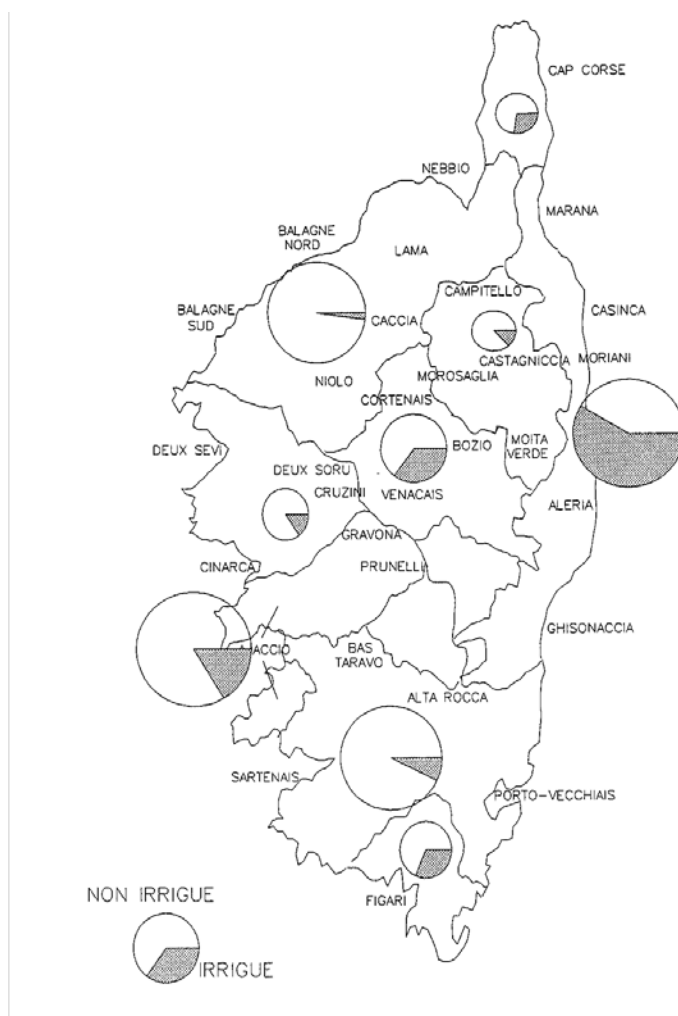 CAP CORSE
NEBBIO
MARANA
BALAGNE
NORD
LAMA
CAMPITELLO
BALAGNE
SUD
CACCIA
CASINCA
CASTAGNICCIA
MORIANI
NIOLO
MOROSAGLIA
CORTENAIS
DEUX SEVI
BOZIO
MOITA
VERDE
DEUX SORU
CRUZINI
VENACAIS
ALERIA
GRAVONA
CINARCA
PRUNELLI
GHISONACCIA
AJACCIO
BAS
TARAVO
ALTA ROCCA
SARTENAIS
PORTO-VECCHIAIS
FIGARI
NON IRRIGUE
IRRIGUE